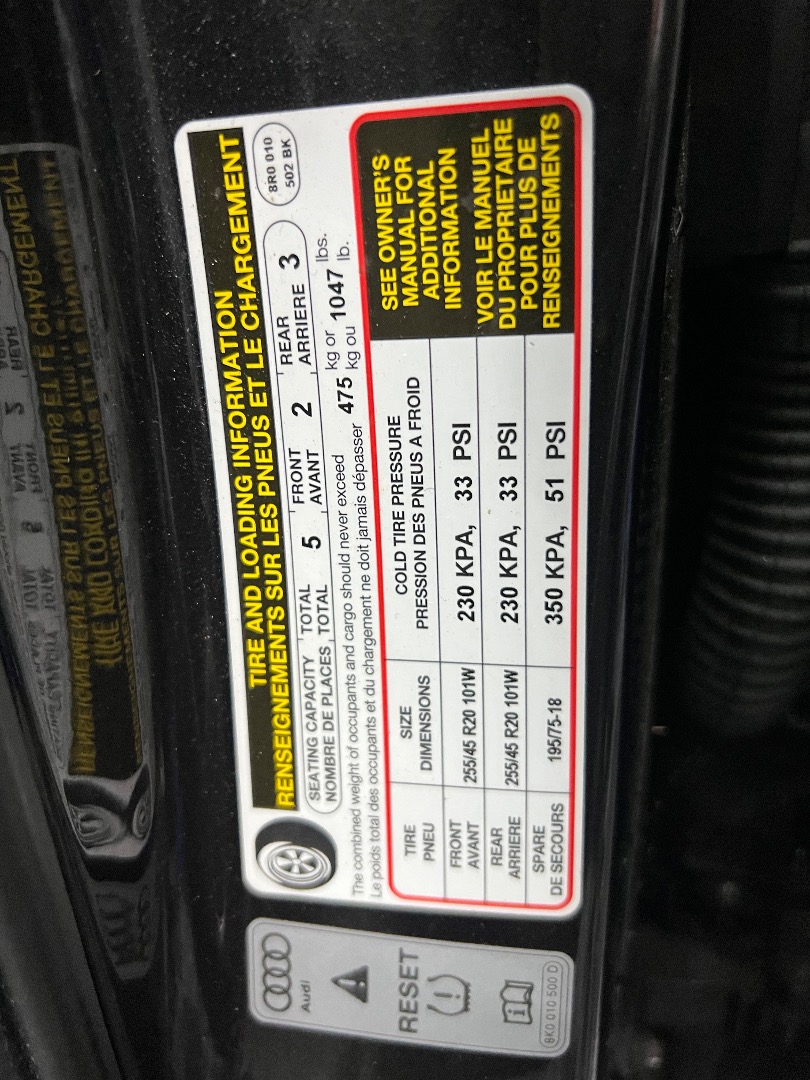 TIRE AND LOADING INFORMATION
RENSEIGNEMENTS SUR LES PNEUS ET LE CHARGEMENT
SEATING CAPACITY TOTAL 5 FRONT 2 REAR 3
NOMBRE DE PLACES TOTAL AVANT ARRIERE
8R0 010
502 BK
The combined weight of occupants and cargo should never exceed 475 kg or 1047 lbs.
Le poids total des occupants et du chargement ne doit jamais dépasser kg ou lb.
TIRE SIZE COLD TIRE PRESSURE
PNEU DIMENSIONS PRESSION DES PNEUS A FROID
FRONT 255/45 R20 101W 230 KPA, 33 PSI
AVANT
REAR 255/45 R20 101W 230 KPA, 33 PSI
ARRIERE
SPARE 195/75-18 350 KPA, 51 PSI
DE SECOURS
SEE OWNER'S
MANUAL FOR
ADDITIONAL
INFORMATION
VOIR LE MANUEL
DU PROPRIETAIRE
POUR PLUS DE
RENSEIGNEMENTS
Audi
RESET
8K0 010 500 D